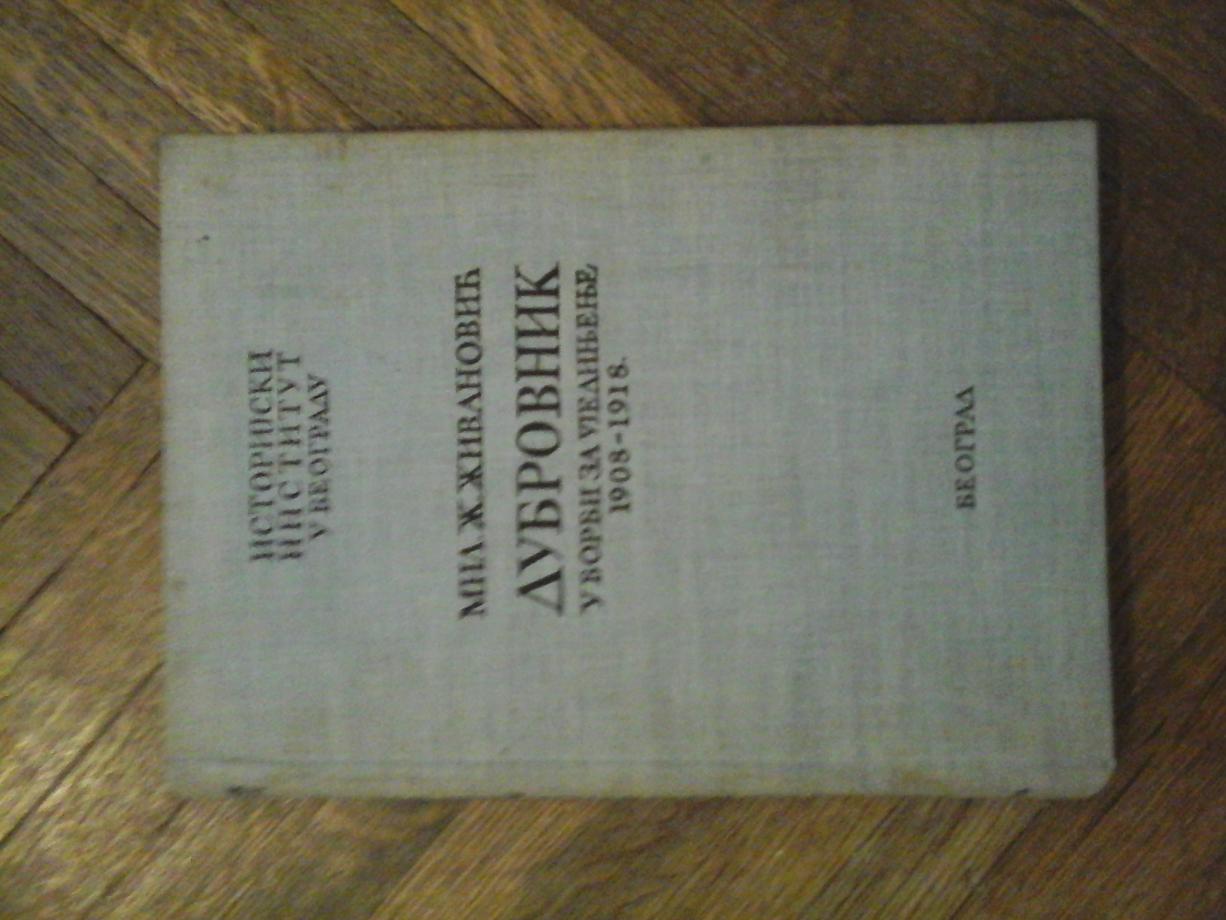 ИСТОРИСКИ
ИНСТИТУТ
У БЕОГРАДУ
МИЛ. Ж. ЖИВАНОВИЋ
ДУБРОВНИК
У БОРБИ ЗА УЈЕДИЊЕЊЕ
1908-1918.
БЕОГРАД